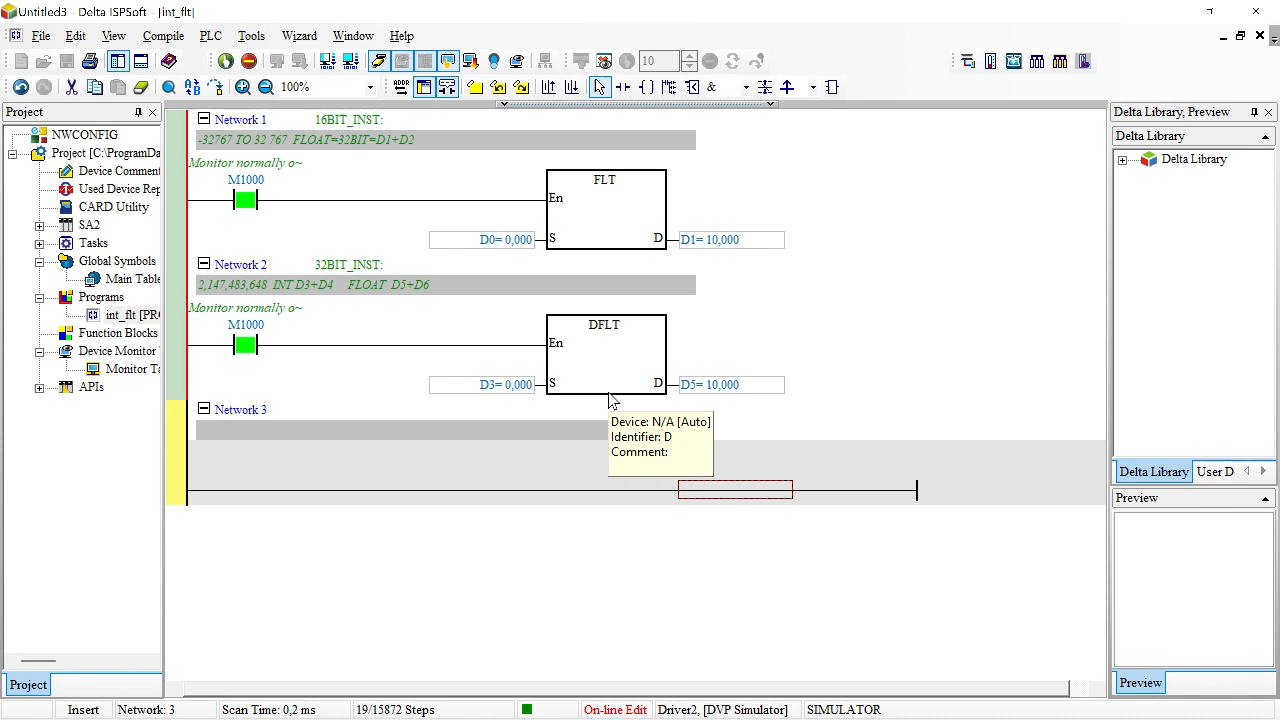 Untitled3 - Delta ISPSoft - [int_flt]
File Edit View Compile PLC Tools Wizard Window Help
10
100%
&
Project
NWCONFIG
Project [C:\ProgramDa
Device Comment
Used Device Rep
CARD Utility
SA2
Tasks
Global Symbols
Main Table
Programs
int_flt [PRO
Function Blocks
Device Monitor
Monitor Ta
APIs
Project
Network 1 16BIT_INST:
-32767 TO 32 767 FLOAT=32BIT=D1+D2
Monitor normally o~
M1000
FLT
En
D0= 0,000 S D D1= 10,000
Network 2 32BIT_INST:
2,147,483,648 INT D3+D4 FLOAT D5+D6
Monitor normally o~
M1000
DFLT
En
D3= 0,000 S D D5= 10,000
Network 3
Device: N/A [Auto]
Identifier: D
Comment:
Delta Library, Preview
Delta Library
Delta Library
Delta Library User D
Preview
Preview
Insert Network: 3 Scan Time: 0,2 ms 19/15872 Steps On-line Edit Driver2, [DVP Simulator] SIMULATOR